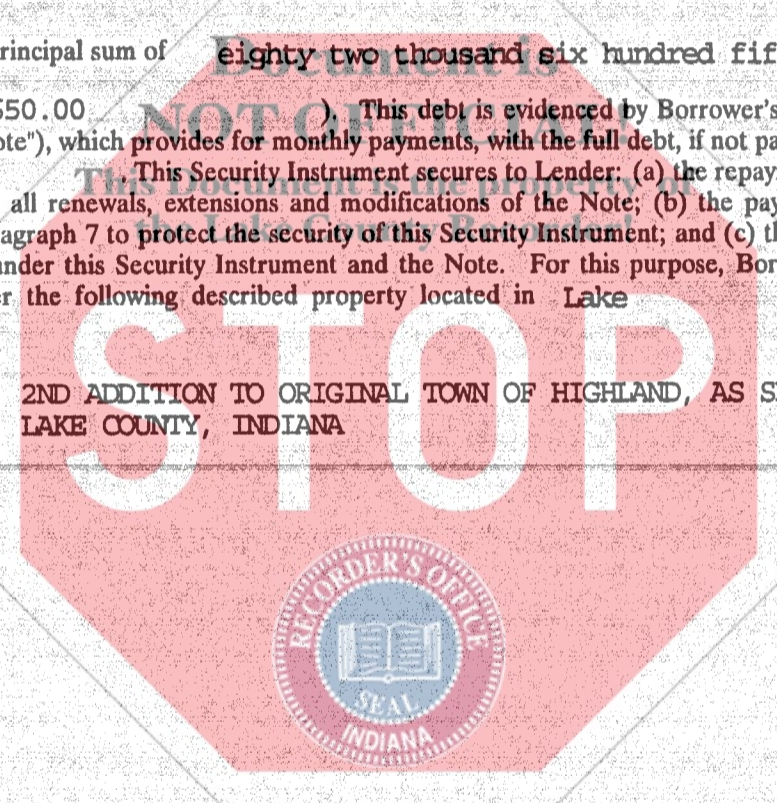 rincipal sum of eighty two thousand six hundred fif
Document is
550.00 ). This debt is evidenced by Borrower's
NOT OFFICIAL!
ote"), which provides for monthly payments, with the full debt, if not pa
. This Security Instrument secures to Lender: (a) the repay
This Document is the property of
all renewals, extensions and modifications of the Note; (b) the pay
the Lake County Recorder!
agraph 7 to protect the security of this Security Instrument; and (c) th
under this Security Instrument and the Note. For this purpose, Bor
er the following described property located in Lake
STOP
2ND ADDITION TO ORIGINAL TOWN OF HIGHLAND, AS S
LAKE COUNTY, INDIANA
RECORDER'S OFFICE
SEAL
INDIANA